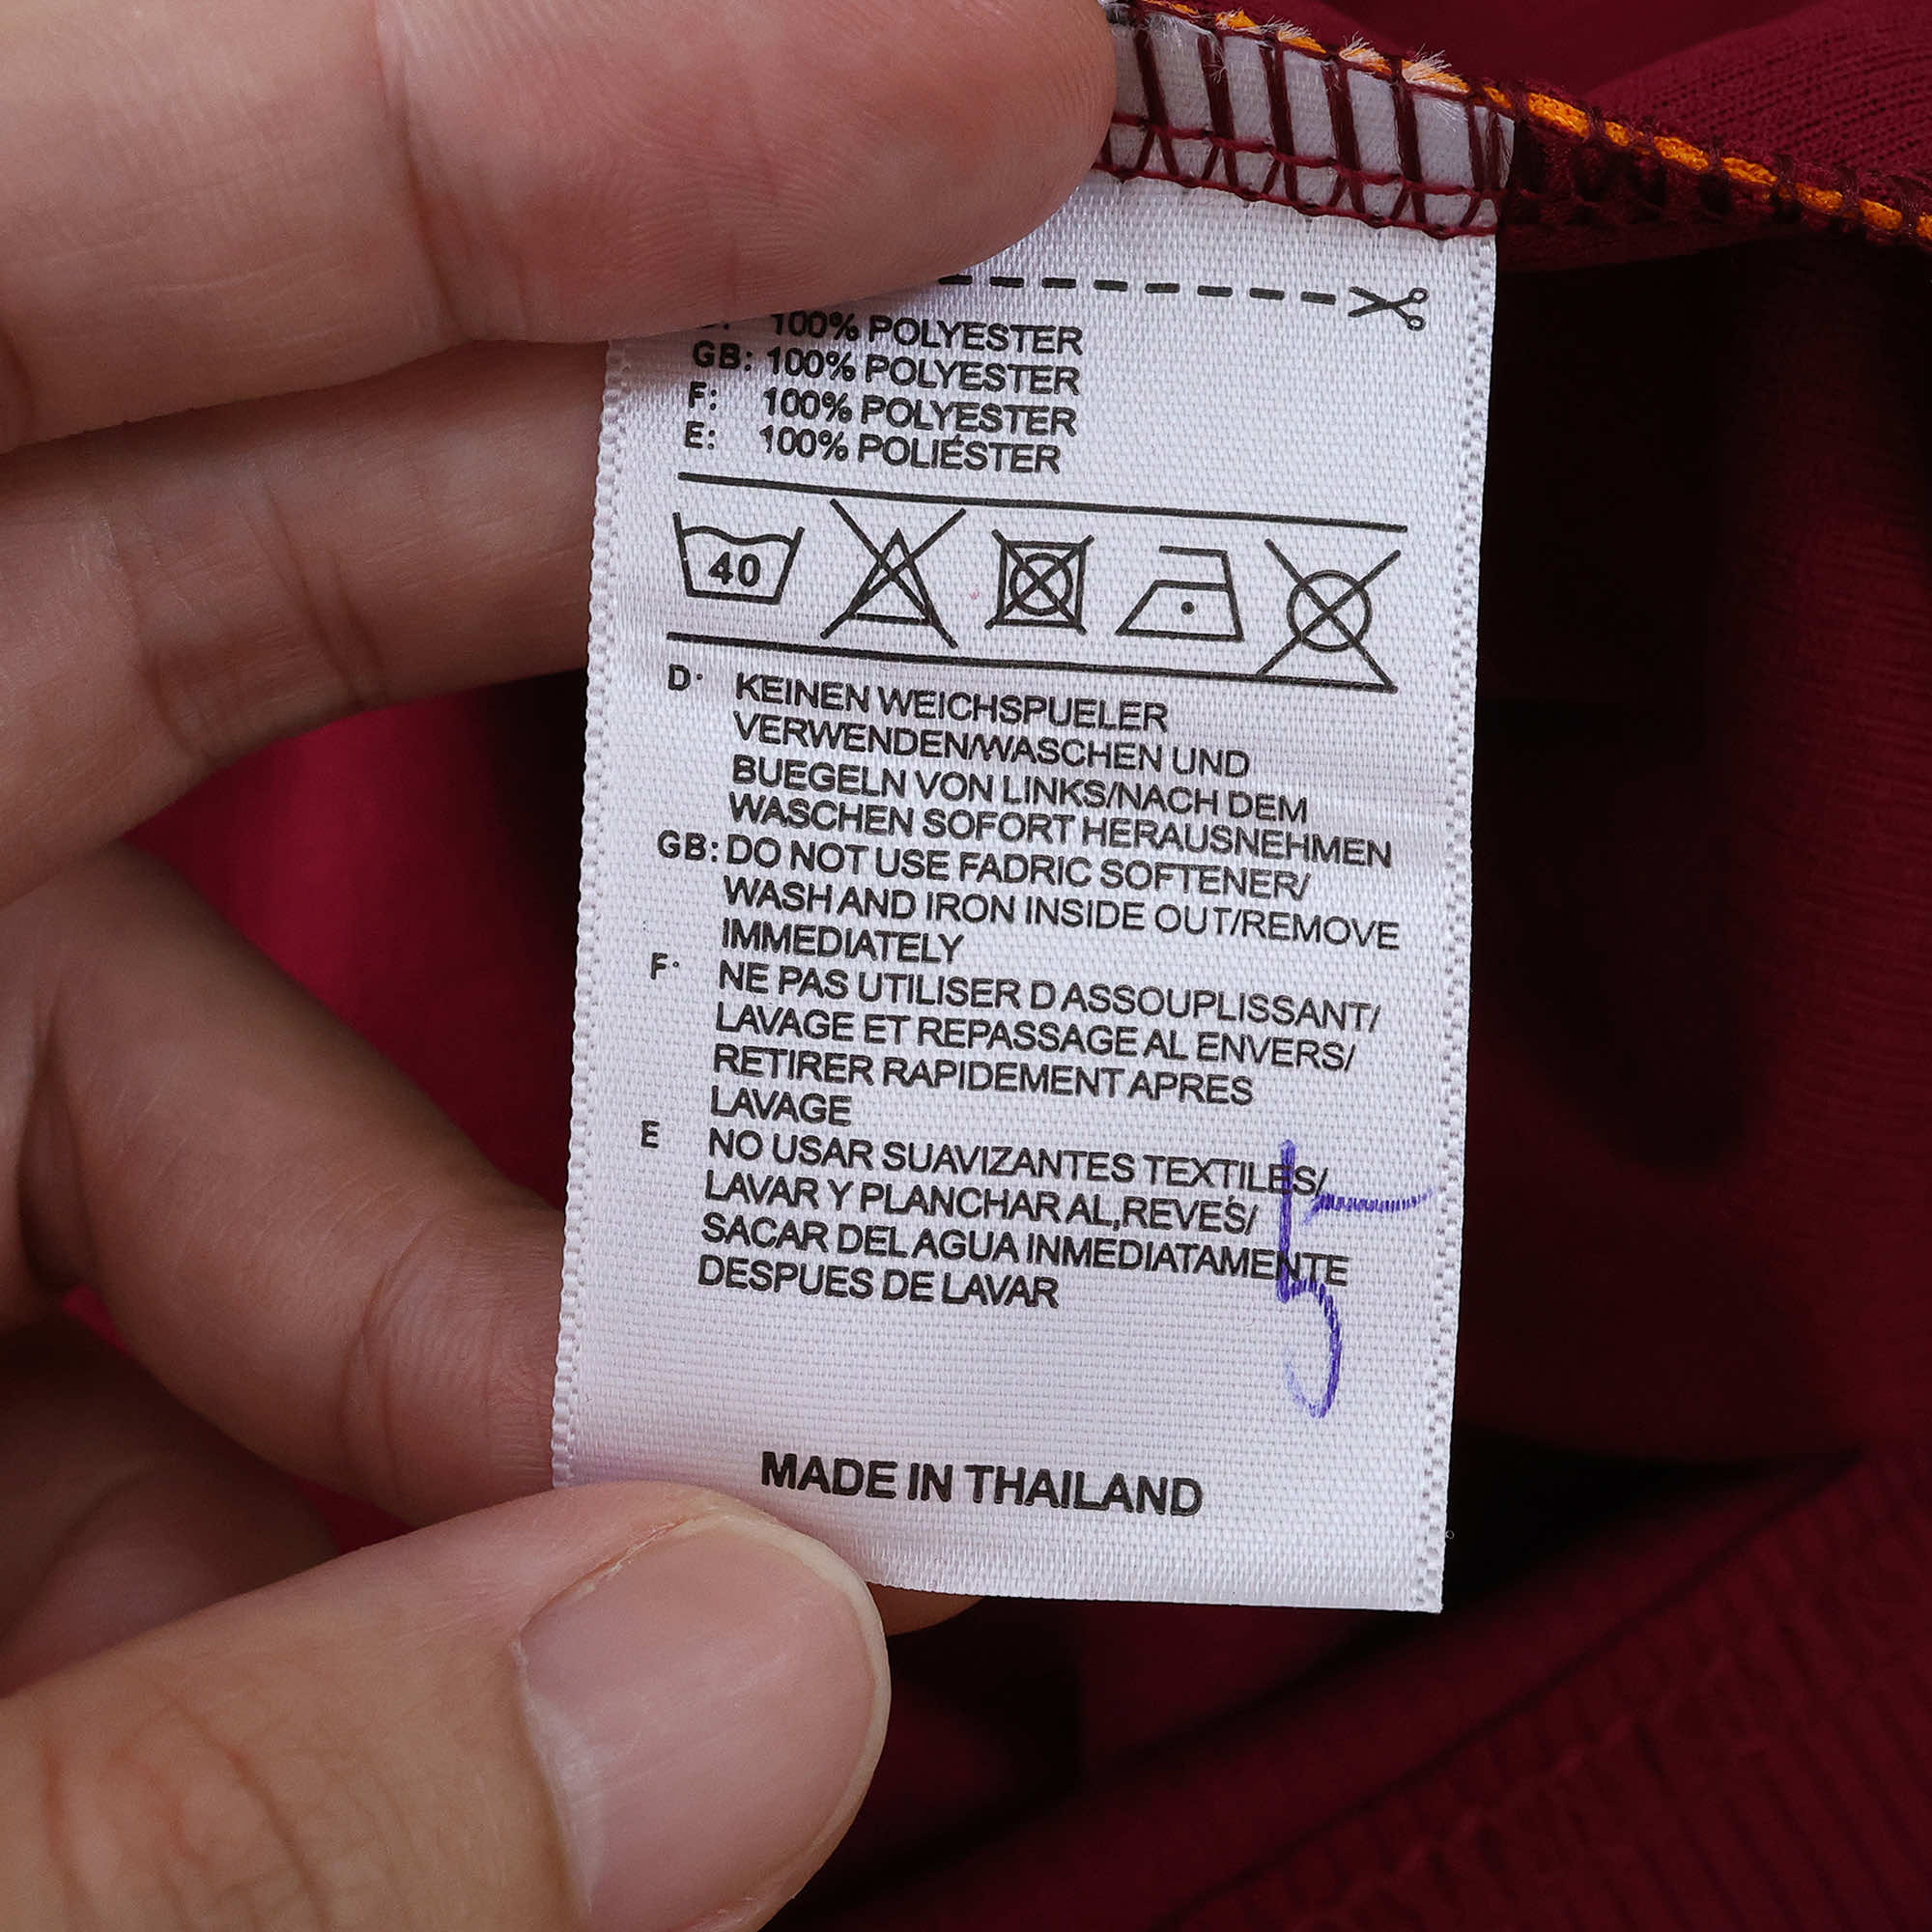 100% POLYESTER
GB: 100% POLYESTER
F: 100% POLYESTER
E: 100% POLIÉSTER
40
D: KEINEN WEICHSPUELER
VERWENDEN/WASCHEN UND
BUEGELN VON LINKS/NACH DEM
WASCHEN SOFORT HERAUSNEHMEN
GB: DO NOT USE FADRIC SOFTENER/
WASH AND IRON INSIDE OUT/REMOVE
IMMEDIATELY
F: NE PAS UTILISER D ASSOUPLISSANT/
LAVAGE ET REPASSAGE AL ENVERS/
RETIRER RAPIDEMENT APRES
LAVAGE
E NO USAR SUAVIZANTES TEXTILES/
LAVAR Y PLANCHAR AL,REVEŚ/
SACAR DEL AGUA INMEDIATAMENTE
DESPUES DE LAVAR
5
MADE IN THAILAND